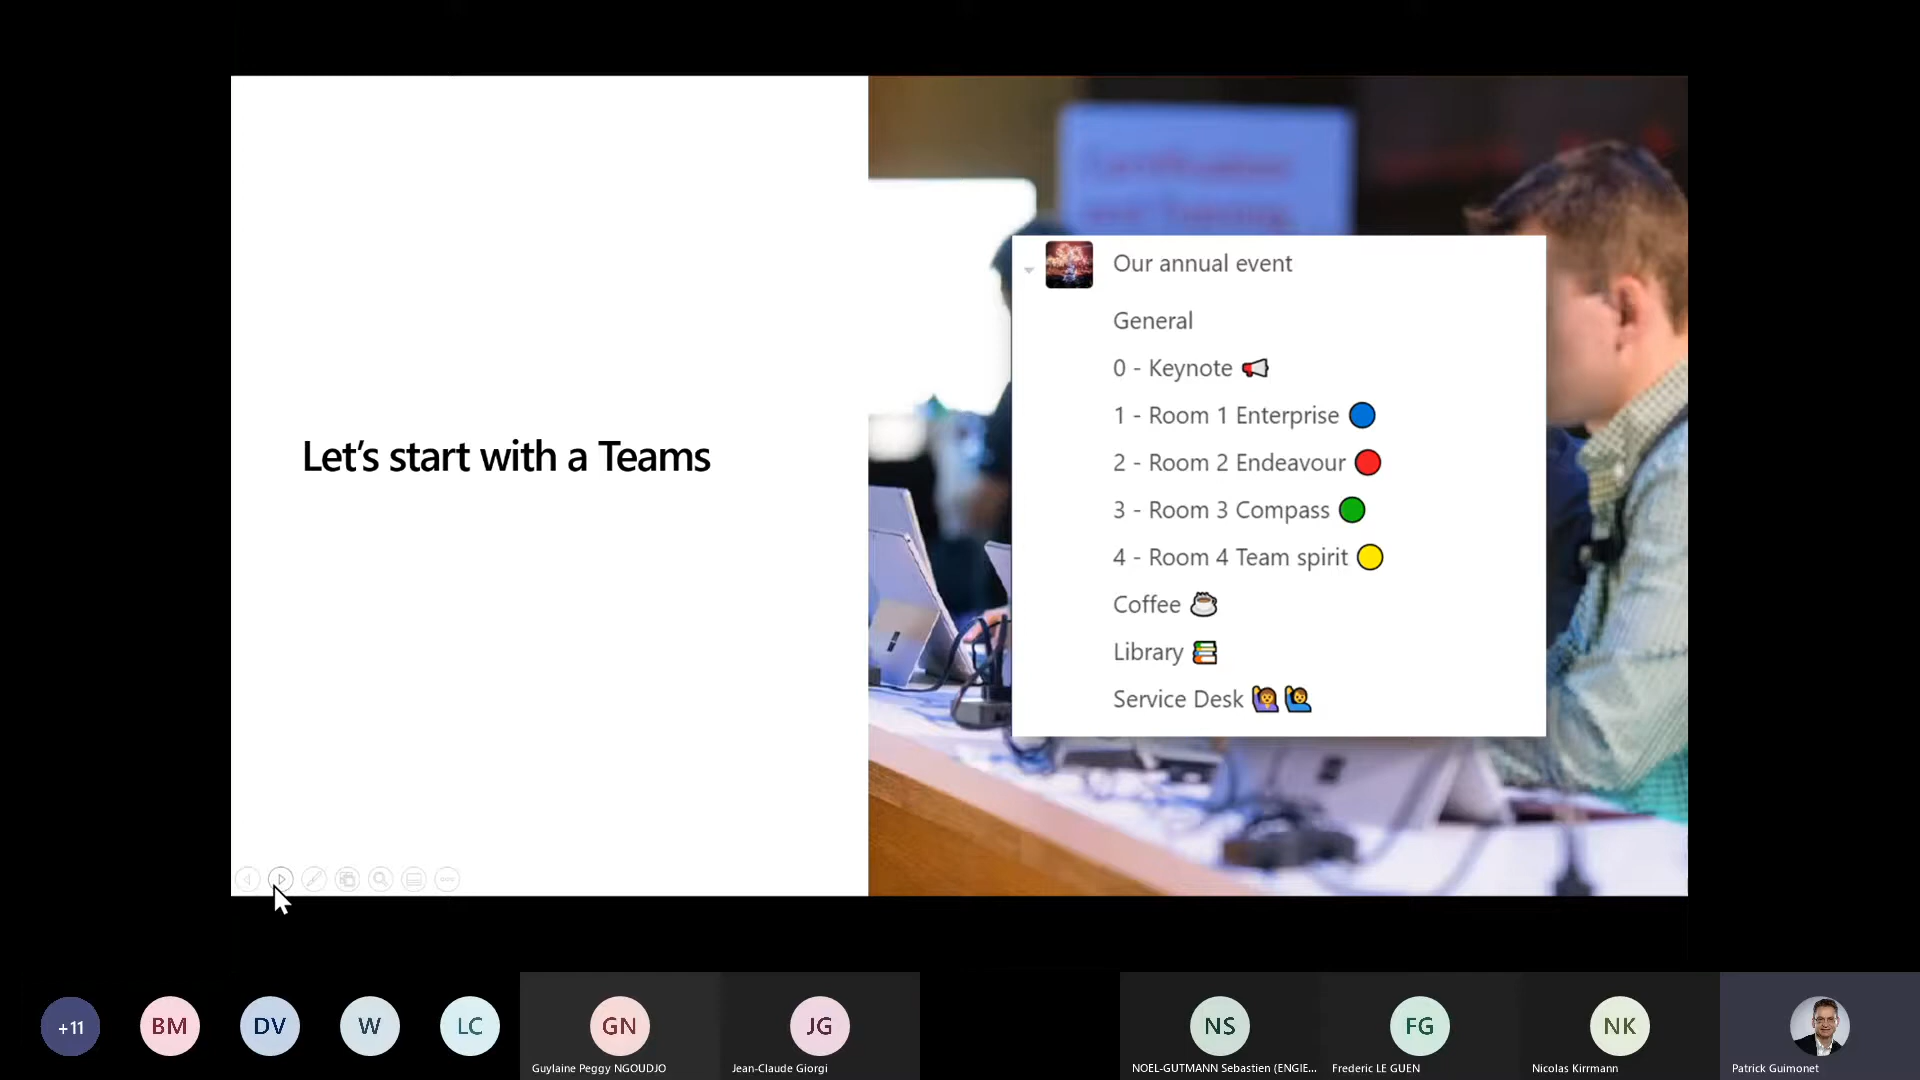 Let's start with a Teams
Our annual event
General
0 - Keynote
1 - Room 1 Enterprise
2 - Room 2 Endeavour
3 - Room 3 Compass
4 - Room 4 Team spirit
Coffee
Library
Service Desk
+11
BM
DV
W
LC
GN
JG
NS
FG
NK
Guylaine Peggy NGOUDJO
Jean-Claude Giorgi
NOEL-GUTMANN Sebastien (ENGIE...
Frederic LE GUEN
Nicolas Kirrmann
Patrick Guimonet